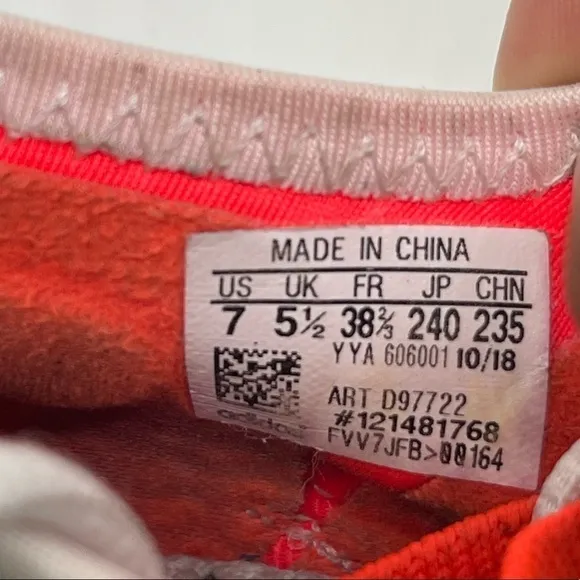 MADE IN CHINA
US UK FR JP CHN
7 5½ 38⅔ 240 235
YYA 606001 10/18
ART D97722
#121481768
FVV7JFB>00164